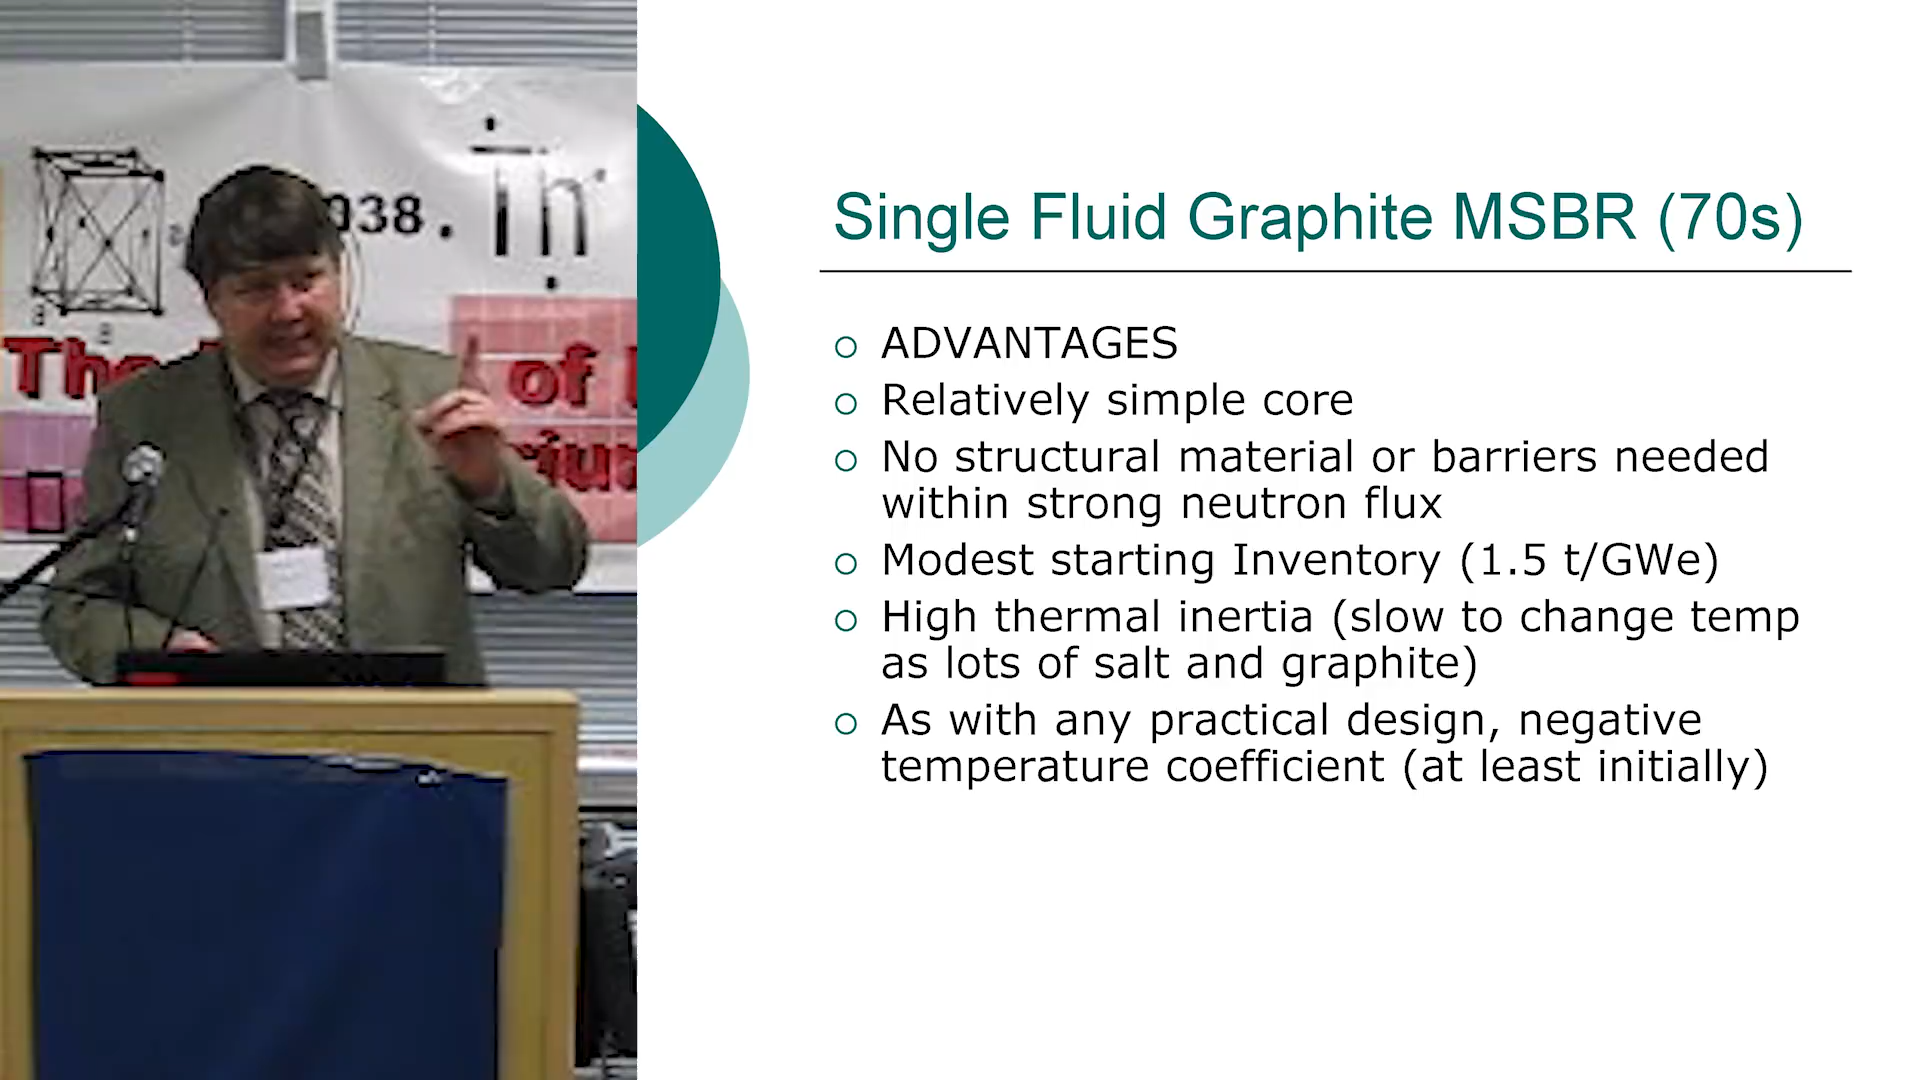 038.
Th
The
of
rium
Single Fluid Graphite MSBR (70s)
ADVANTAGES
Relatively simple core
No structural material or barriers needed
within strong neutron flux
Modest starting Inventory (1.5 t/GWe)
High thermal inertia (slow to change temp
as lots of salt and graphite)
As with any practical design, negative
temperature coefficient (at least initially)